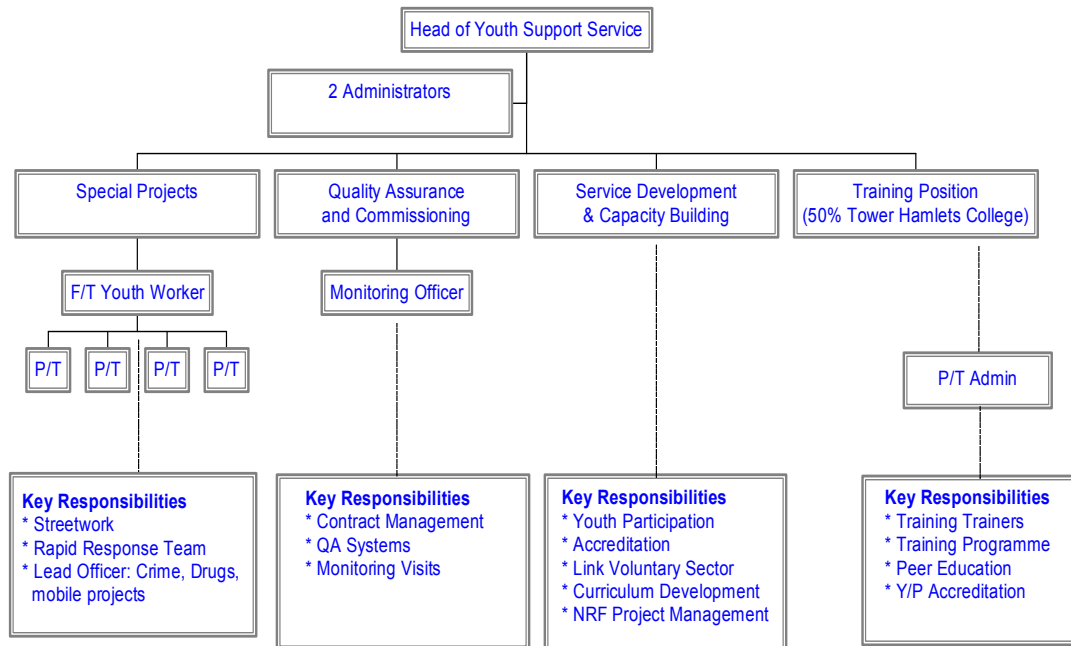 Head of Youth Support Service
2 Administrators
Special Projects
Quality Assurance
and Commissioning
Service Development
& Capacity Building
Training Position
(50% Tower Hamlets College)
F/T Youth Worker
Monitoring Officer
P/T
P/T
P/T
P/T
P/T Admin
Key Responsibilities
* Streetwork
* Rapid Response Team
* Lead Officer: Crime, Drugs,
mobile projects
Key Responsibilities
* Contract Management
* QA Systems
* Monitoring Visits
Key Responsibilities
* Youth Participation
* Accreditation
* Link Voluntary Sector
* Curriculum Development
* NRF Project Management
Key Responsibilities
* Training Trainers
* Training Programme
* Peer Education
* Y/P Accreditation